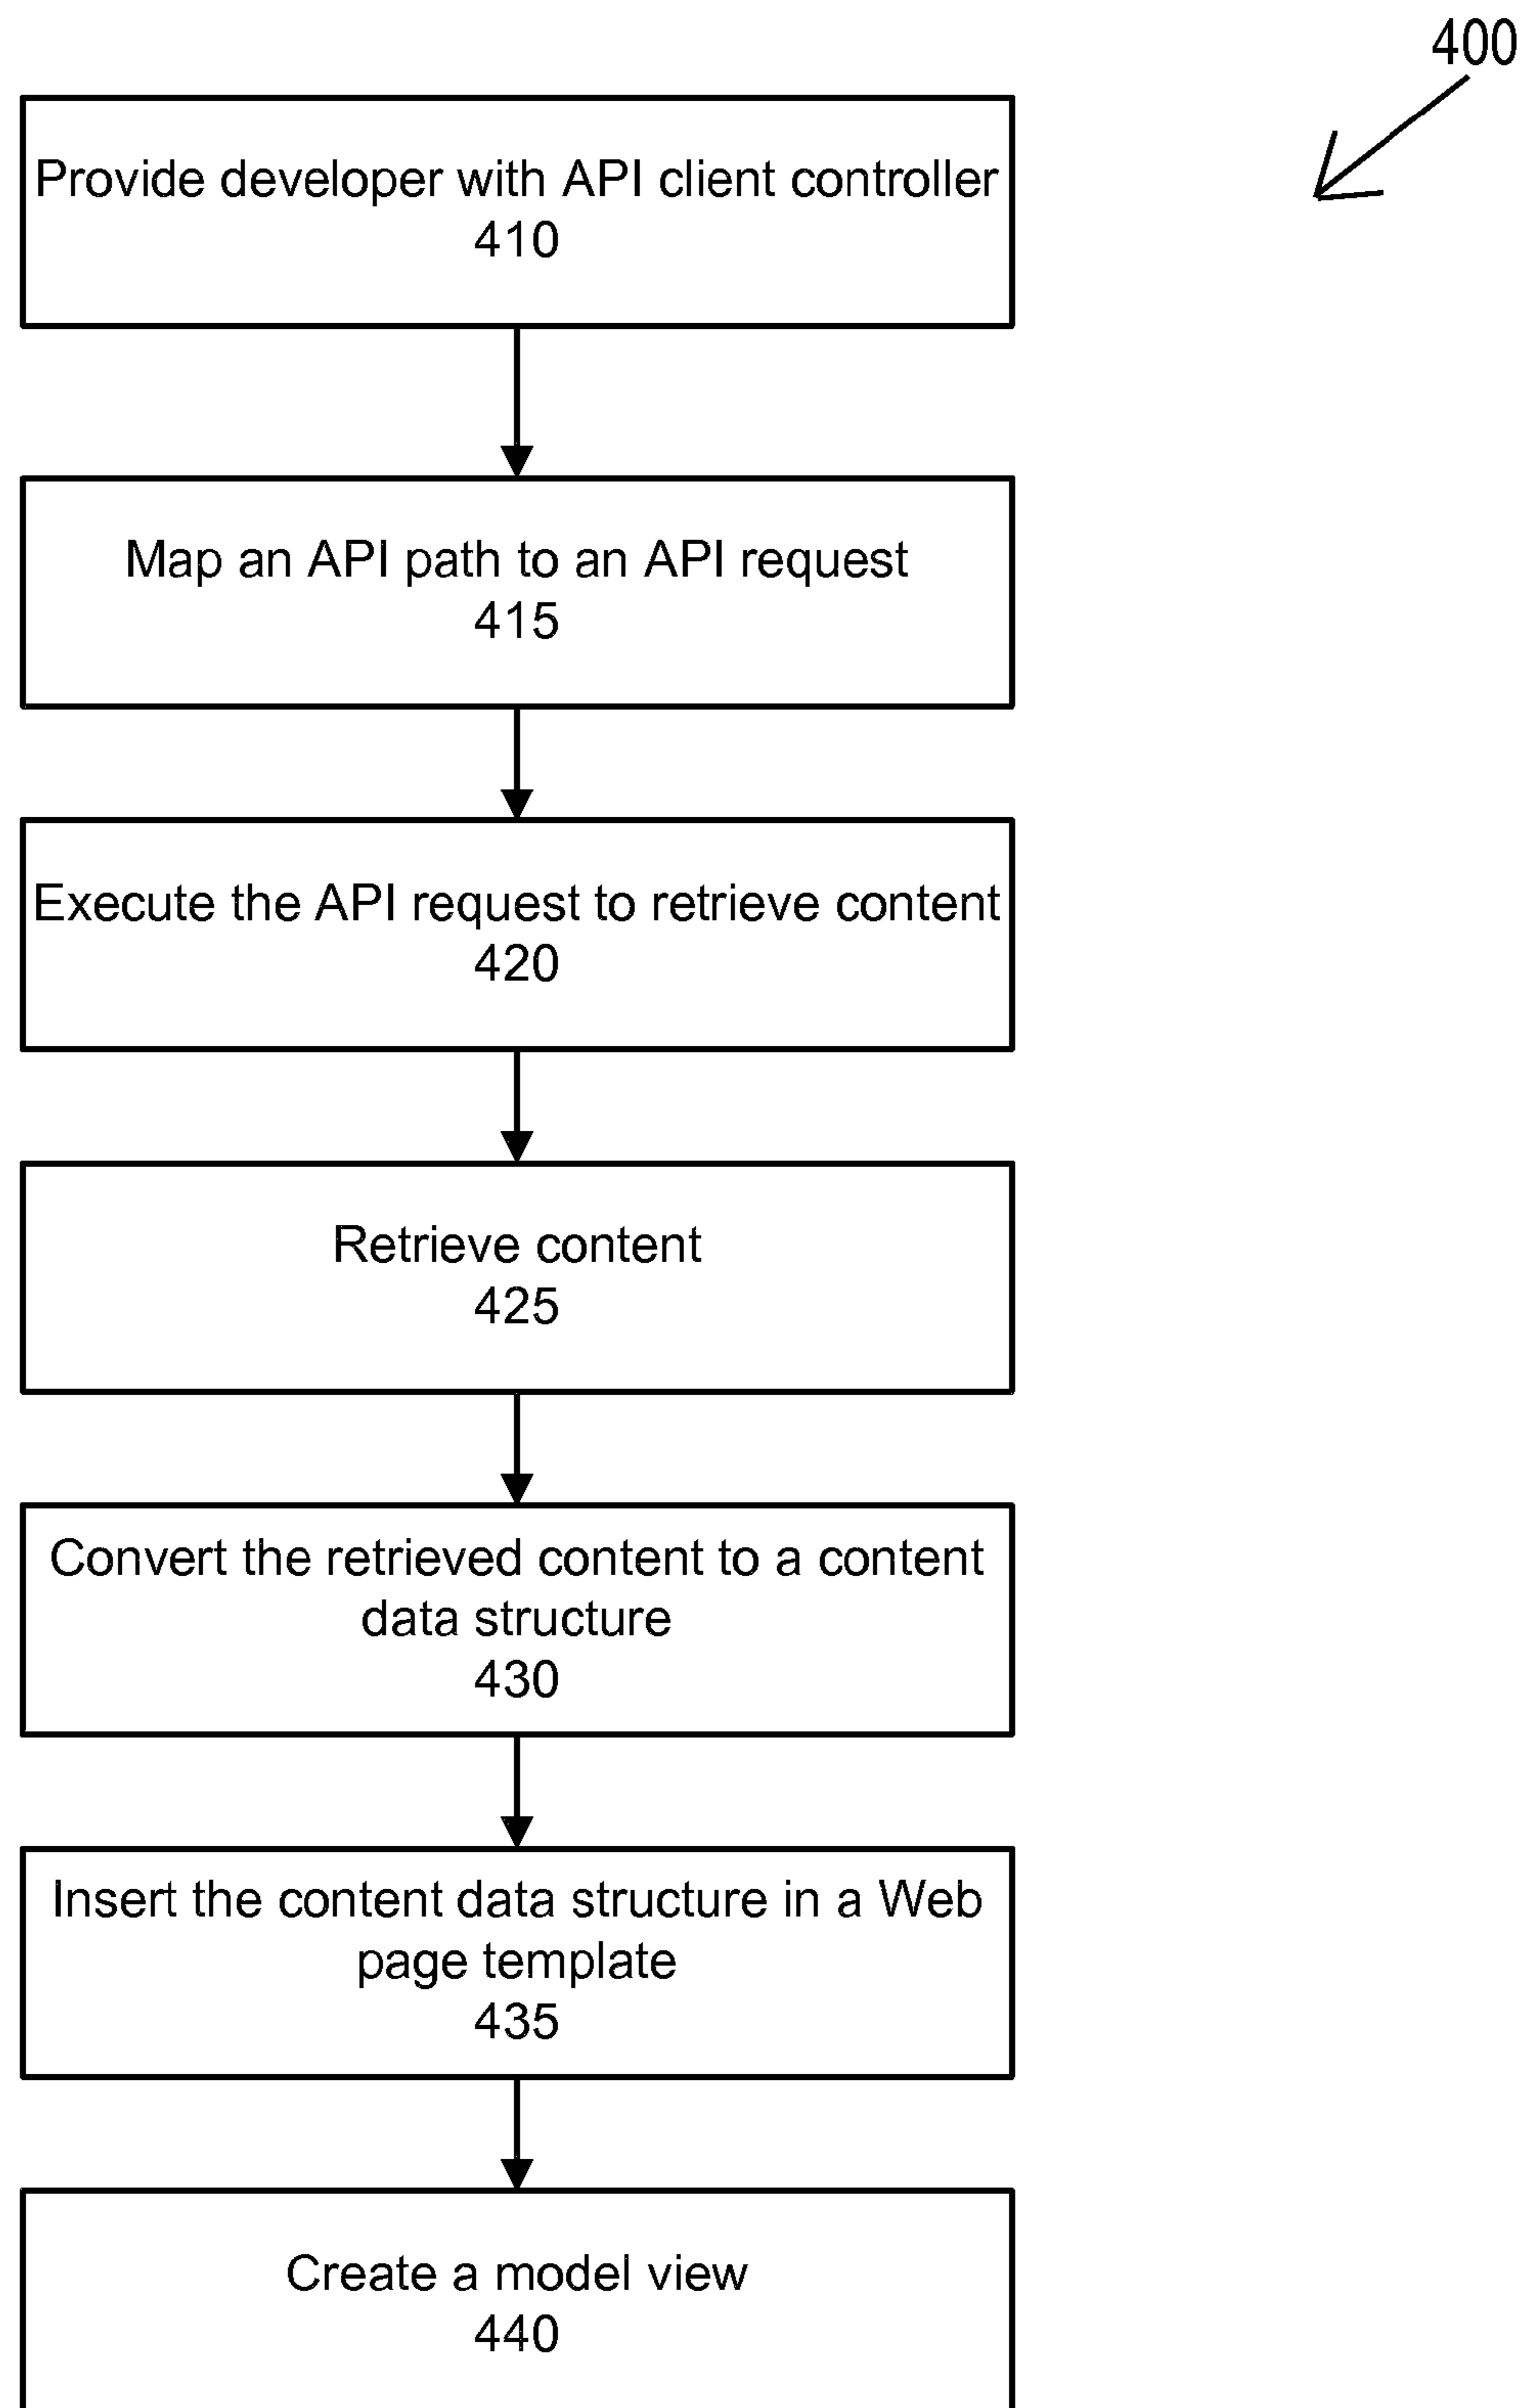 400
Provide developer with API client controller
410
Map an API path to an API request
415
Execute the API request to retrieve content
420
Retrieve content
425
Convert the retrieved content to a content
data structure
430
Insert the content data structure in a Web
page template
435
Create a model view
440